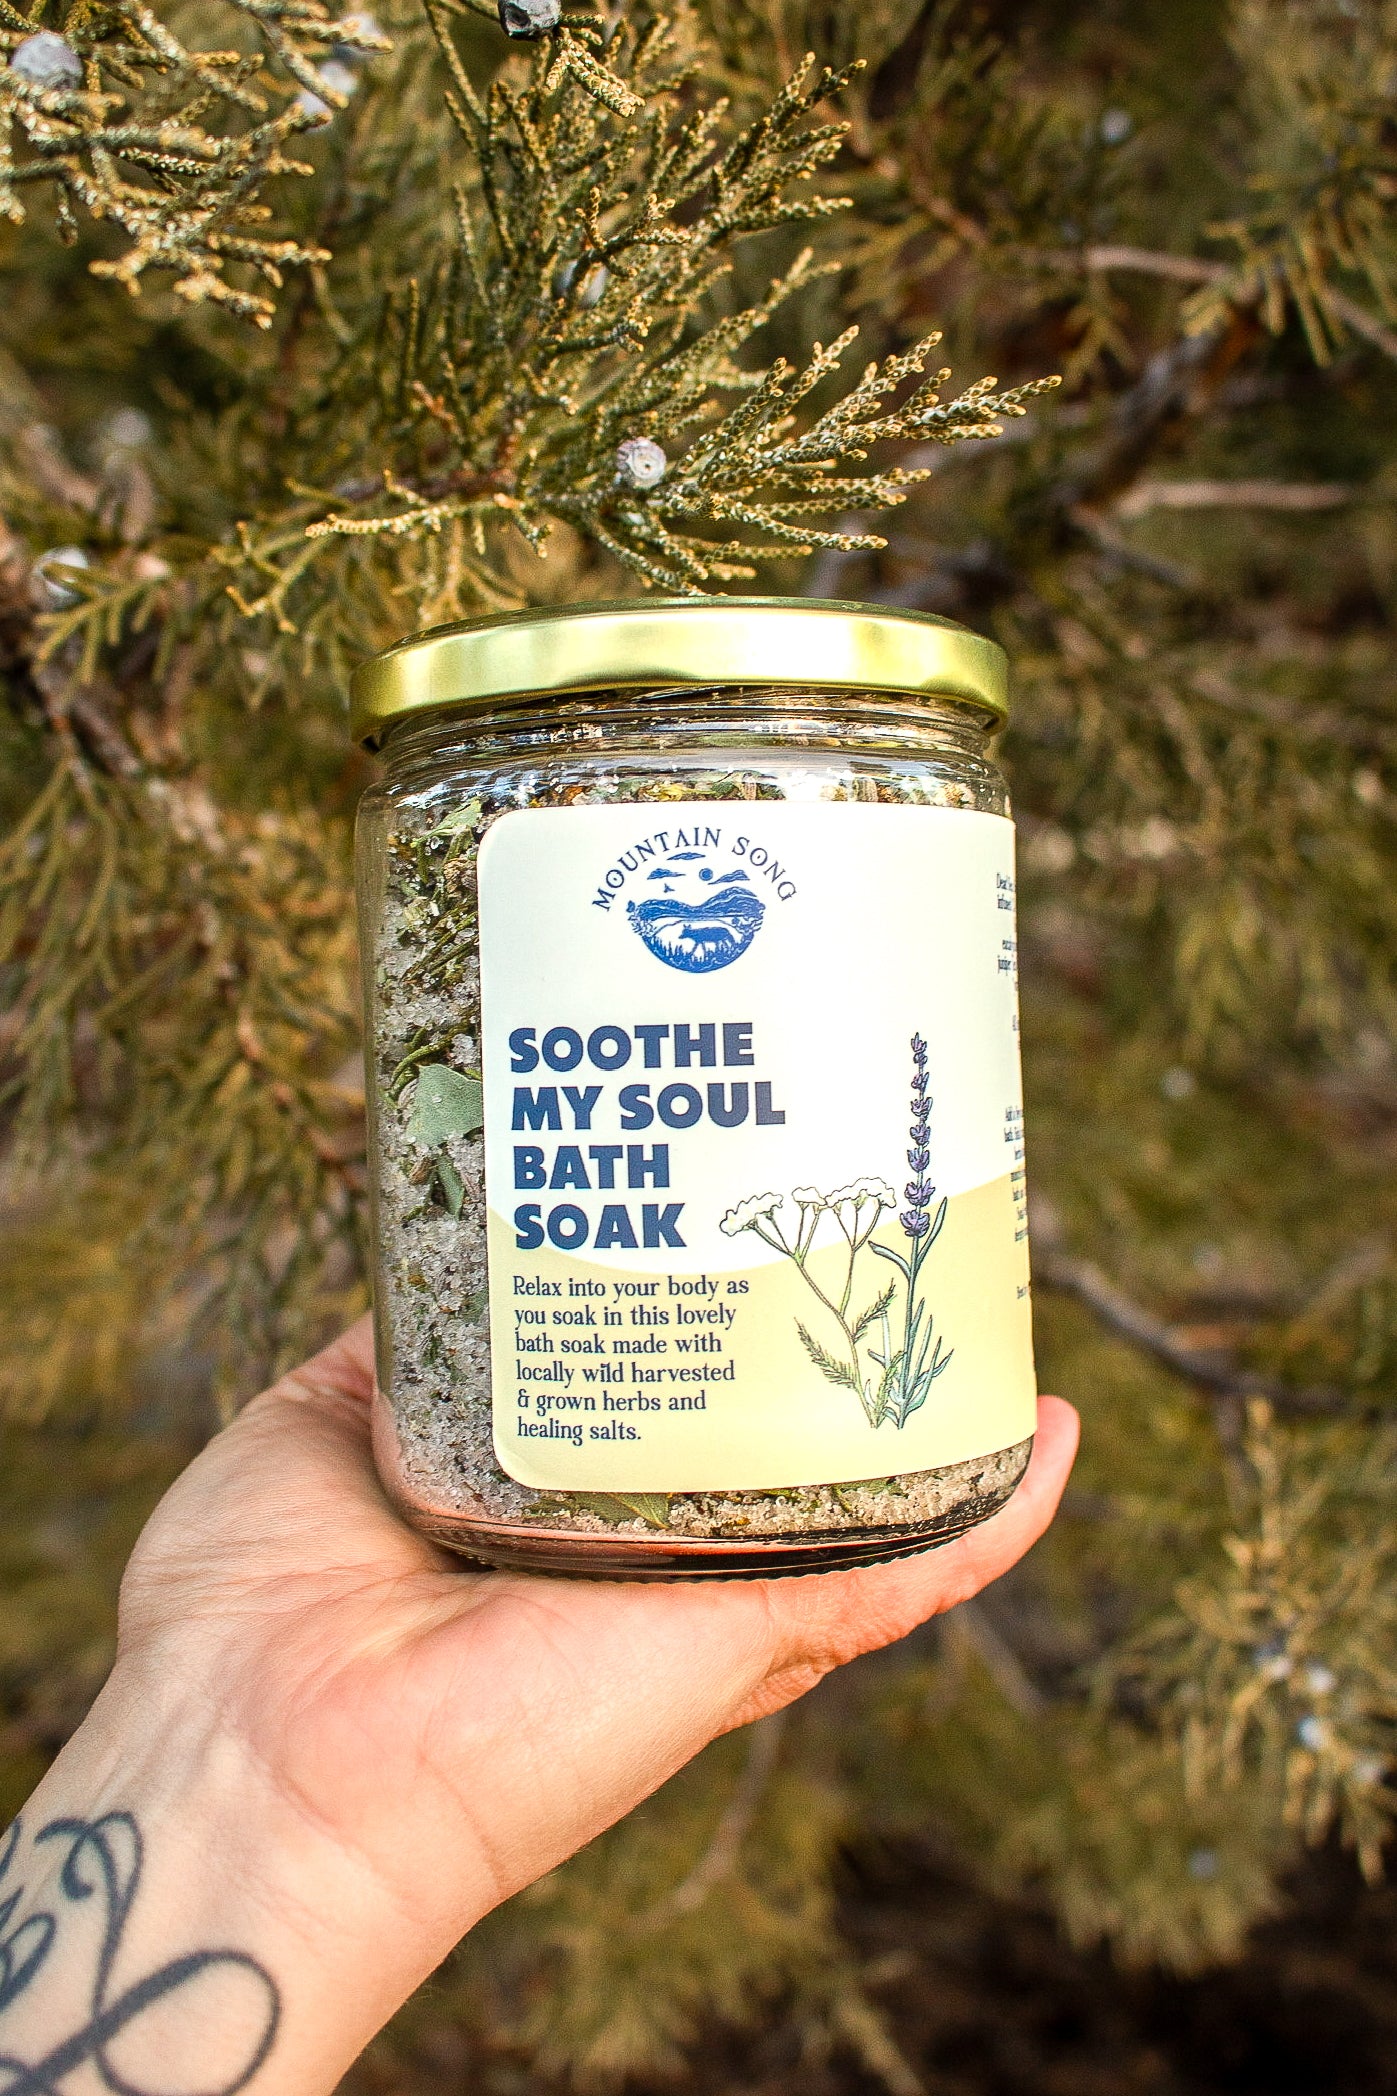 MOUNTAIN SONG
SOOTHE
MY SOUL
BATH
SOAK
Relax into your body as
you soak in this lovely
bath soak made with
locally wild harvested
& grown herbs and
healing salts.